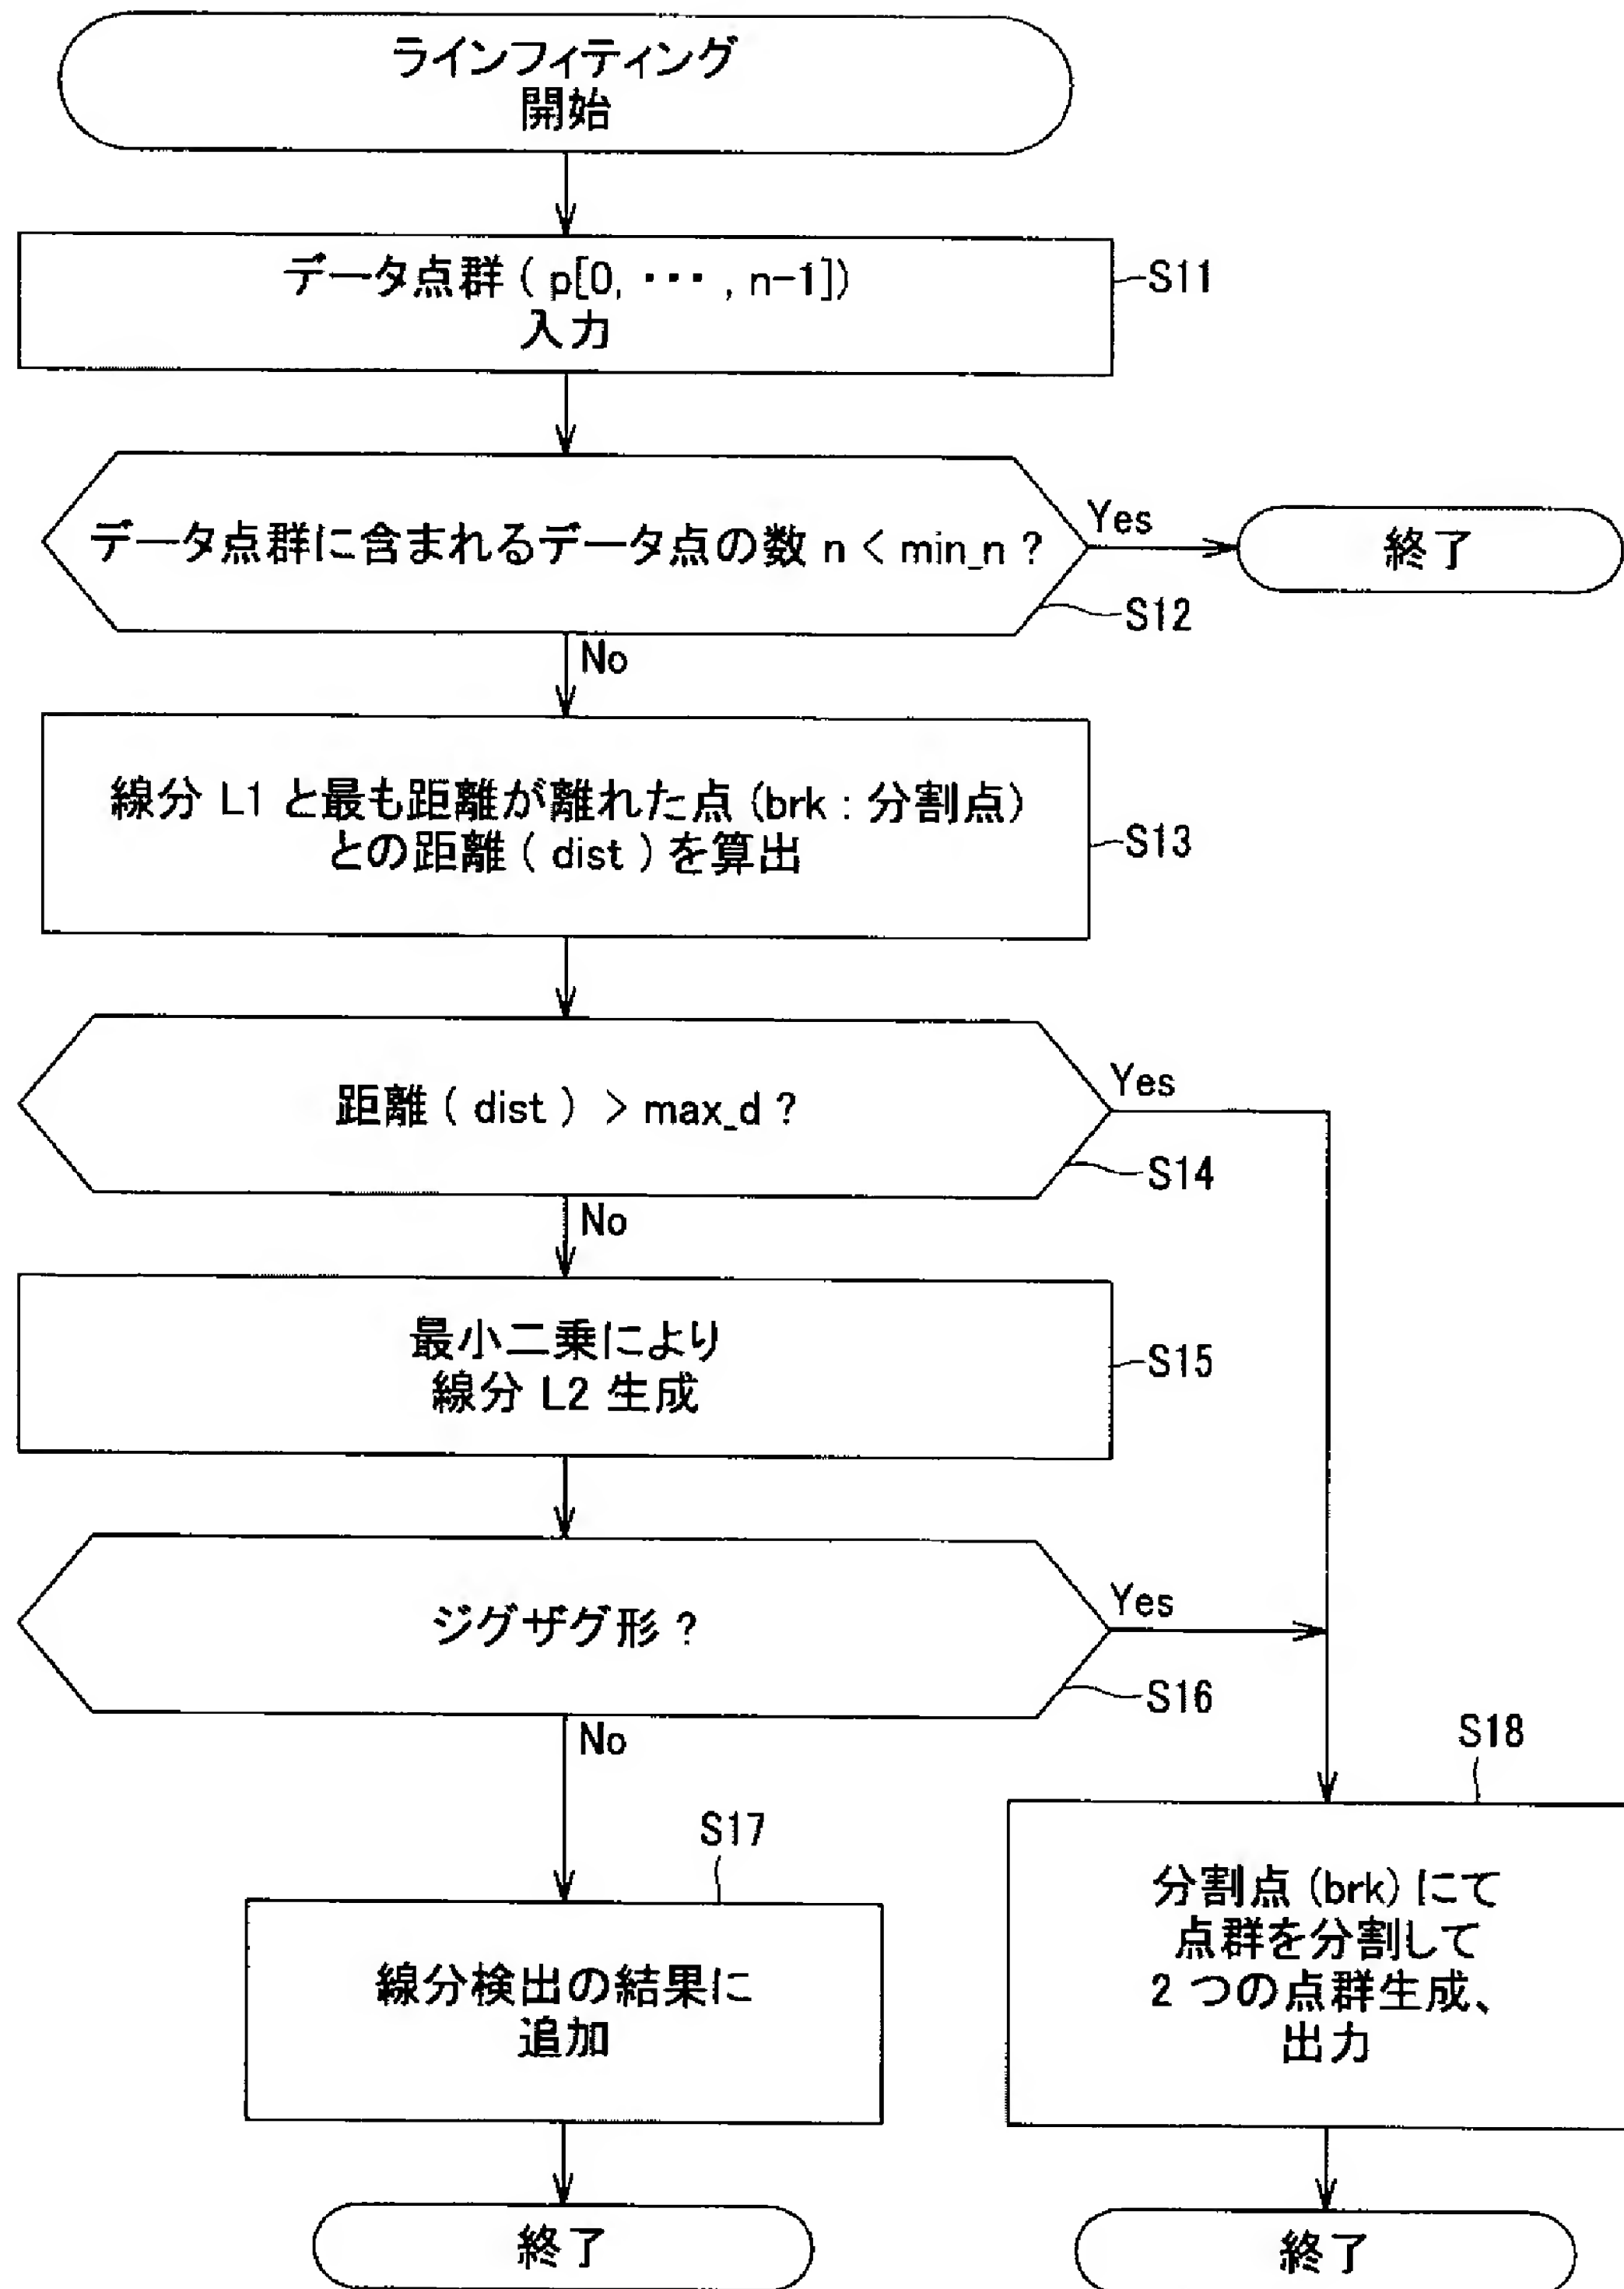 ラインフィティング
開始
データ点群 ( p[0, ・・・ , n-1])
入力
S11
データ点群に含まれるデータ点の数 n < min_n ?
Yes
終了
S12
No
線分 L1 と最も距離が離れた点 (brk : 分割点)
との距離 ( dist ) を算出
S13
距離 ( dist ) > max_d ?
Yes
S14
No
最小二乗により
線分 L2 生成
S15
ジグザグ形 ?
Yes
S16
No
S17
線分検出の結果に
追加
終了
S18
分割点 (brk) にて
点群を分割して
2 つの点群生成、
出力
終了